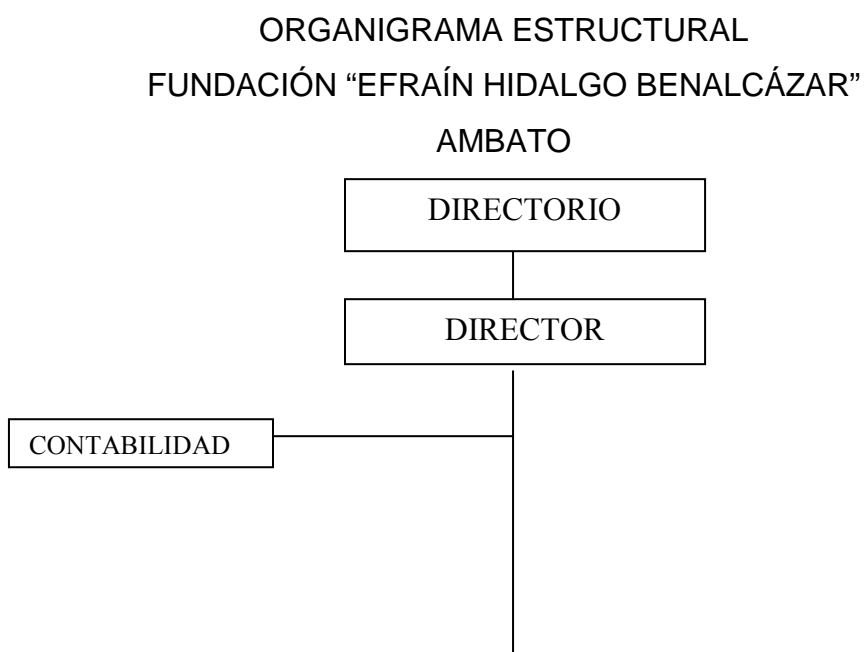 ORGANIGRAMA ESTRUCTURAL
FUNDACIÓN “EFRAÍN HIDALGO BENALCÁZAR”
AMBATO
DIRECTORIO
DIRECTOR
CONTABILIDAD